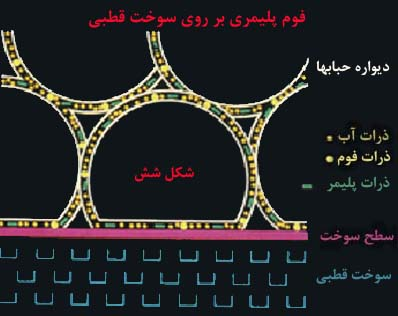 فوم پلیمری بر روی سوخت قطبی
دیواره حبابها
ذرات آب
ذرات فوم
ذرات پلیمر
شکل شش
سطح سوخت
سوخت قطبی